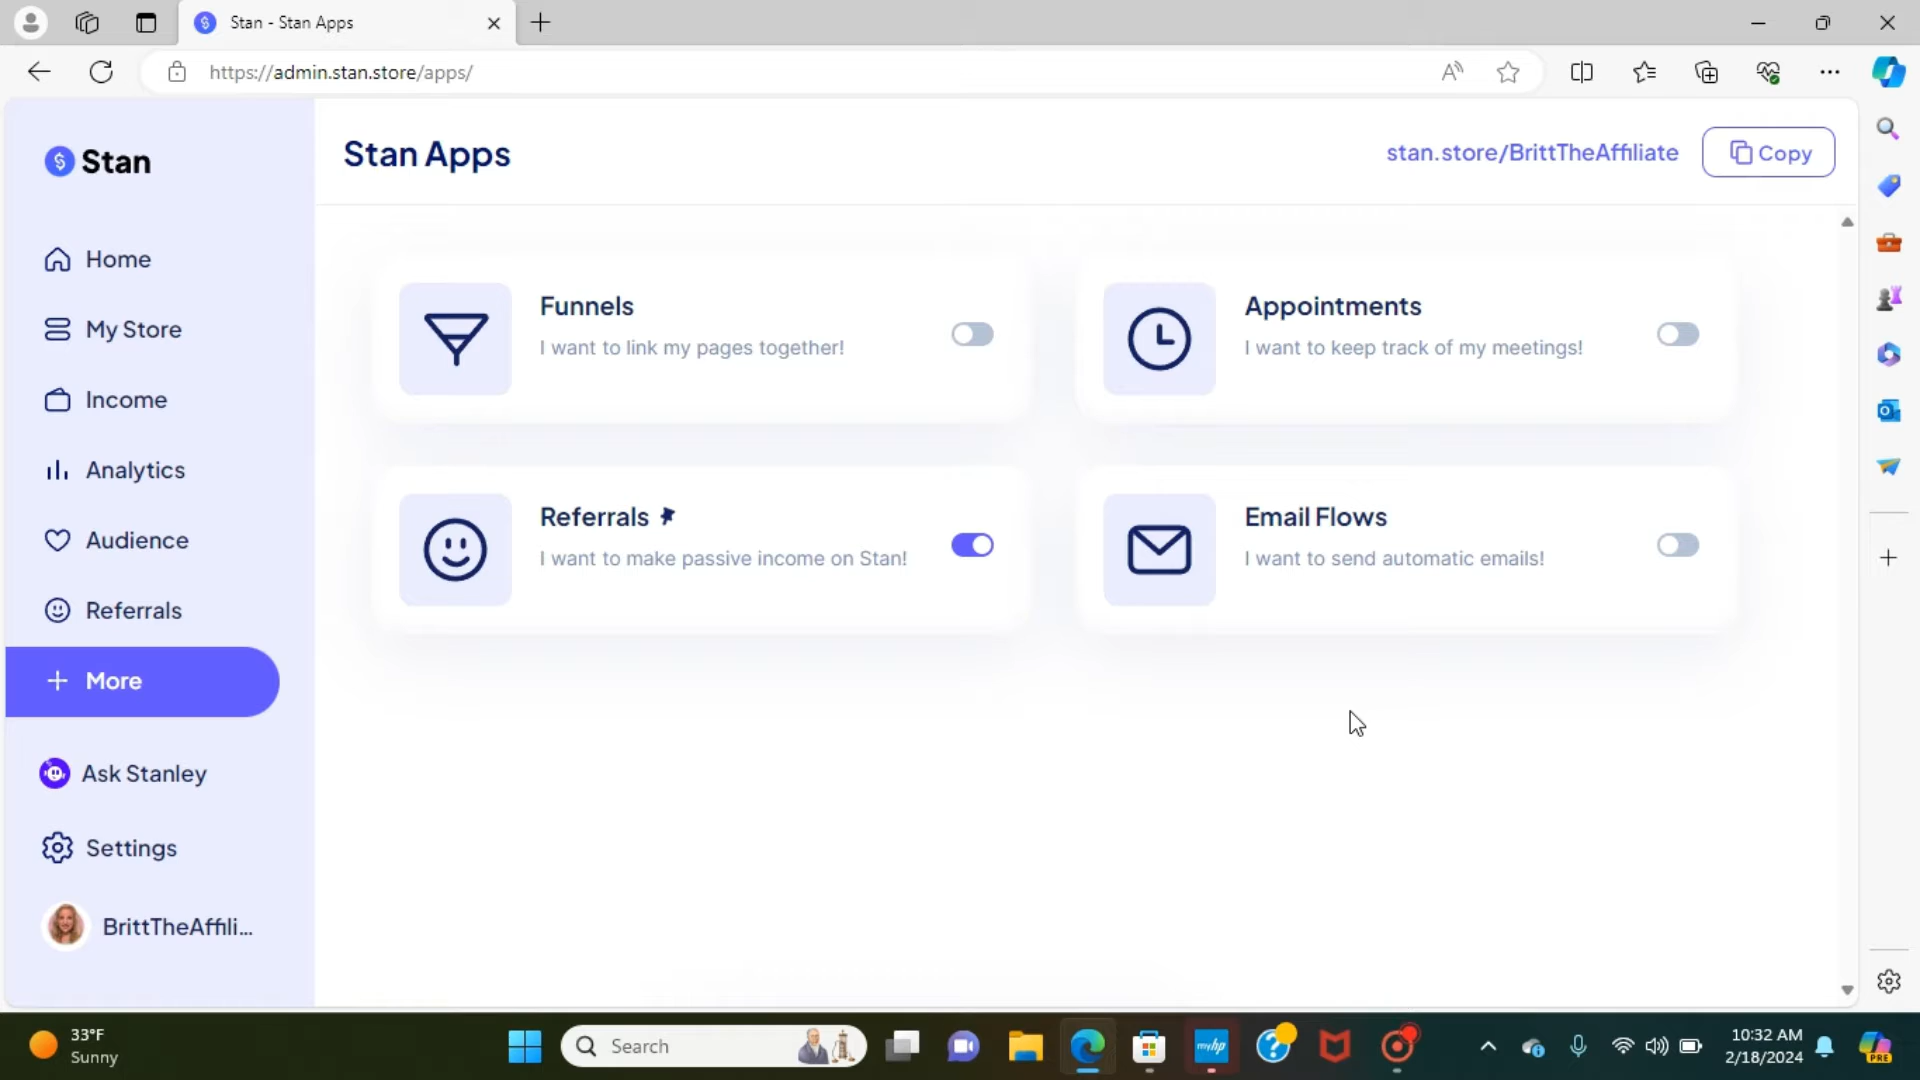 Stan - Stan Apps
https://admin.stan.store/apps/
Stan
Stan Apps
stan.store/BrittTheAffiliate
Copy
Home
My Store
Income
Analytics
Audience
Referrals
More
Ask Stanley
Settings
BrittTheAffili...
Funnels
I want to link my pages together!
Appointments
I want to keep track of my meetings!
Referrals
I want to make passive income on Stan!
Email Flows
I want to send automatic emails!
33°F
Sunny
Search
myhp
10:32 AM
2/18/2024
PRE